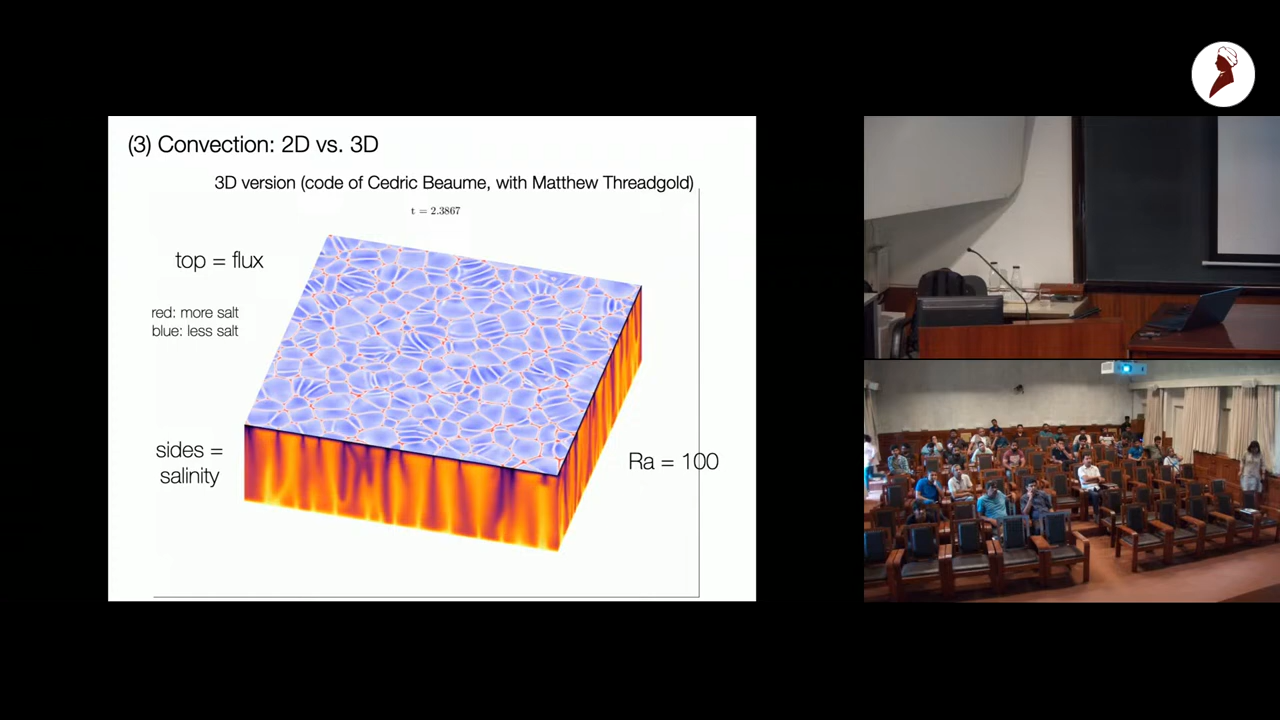 (3) Convection: 2D vs. 3D
3D version (code of Cedric Beaume, with Matthew Threadgold)
t = 2.3867
top = flux
red: more salt
blue: less salt
sides =
salinity
Ra = 100